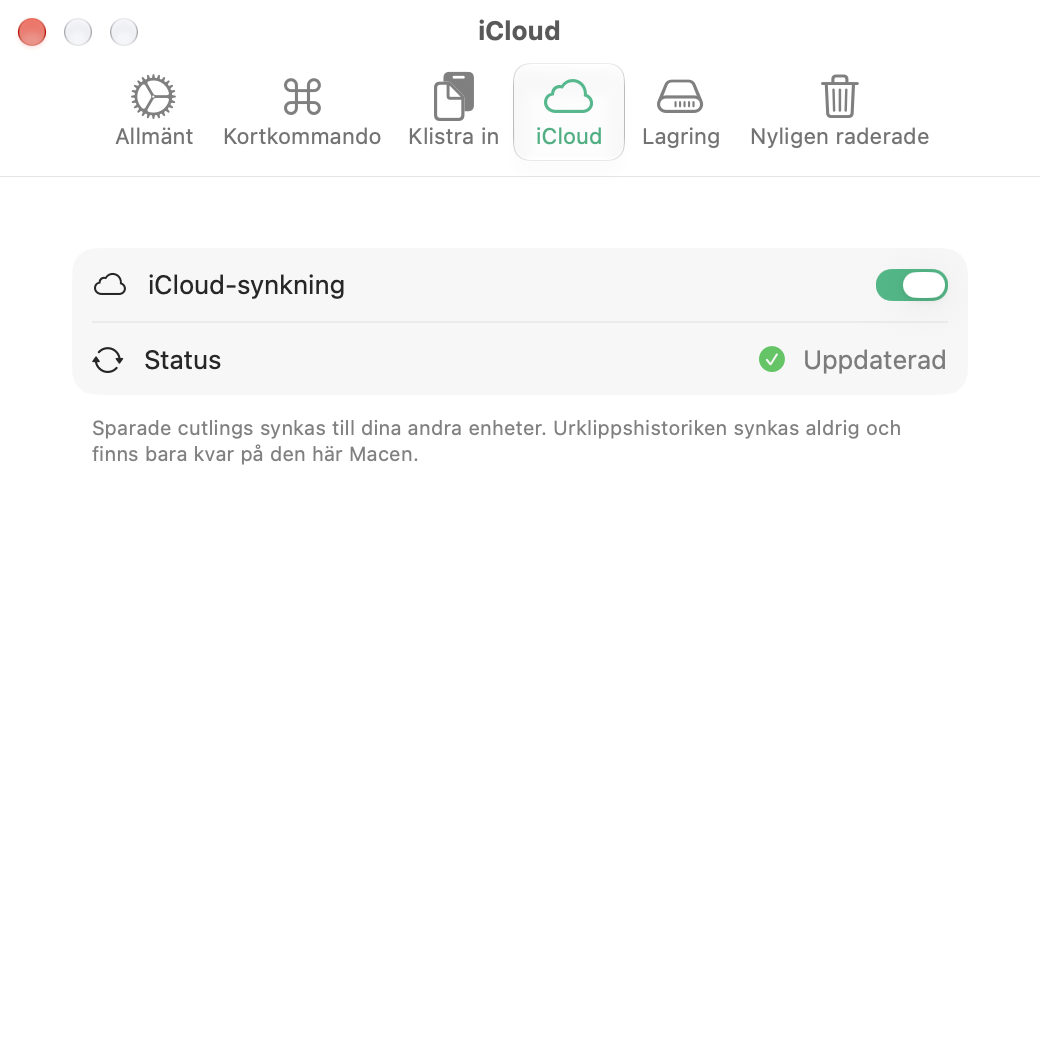 iCloud
Allmänt
Kortkommando
Klistra in
iCloud
Lagring
Nyligen raderade
iCloud-synkning
Status
Uppdaterad
Sparade cutlings synkas till dina andra enheter. Urklippshistoriken synkas aldrig och
finns bara kvar på den här Macen.